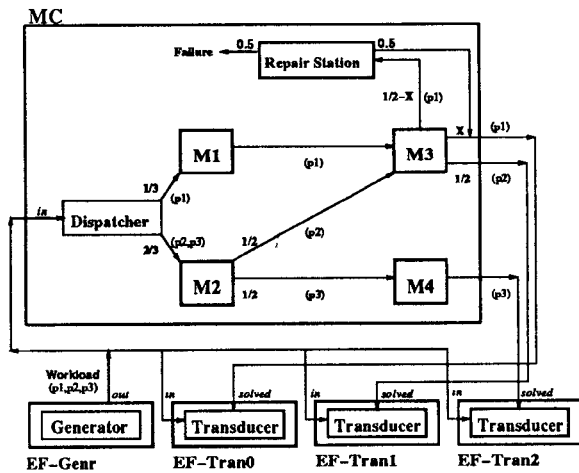 MC
Failure
0.5
0.5
Repair Station
1/2-X
(p1)
M1
(p1)
M3
X
(p1)
1/2
(p2)
1/3
(p1)
in
Dispatcher
2/3
(p2,p3)
1/2
(p2)
M2
1/2
(p3)
M4
(p3)
Workload
(p1,p2,p3)
out
in
solved
in
solved
in
solved
Generator
Transducer
Transducer
Transducer
EF-Genr
EF-Tran0
EF-Tran1
EF-Tran2